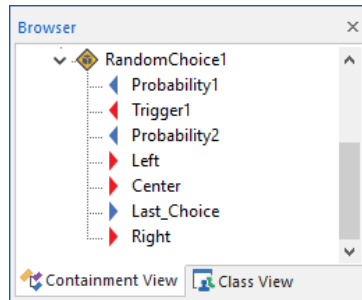 Browser
RandomChoice1
Probability1
Trigger1
Probability2
Left
Center
Last_Choice
Right
Containment View Class View